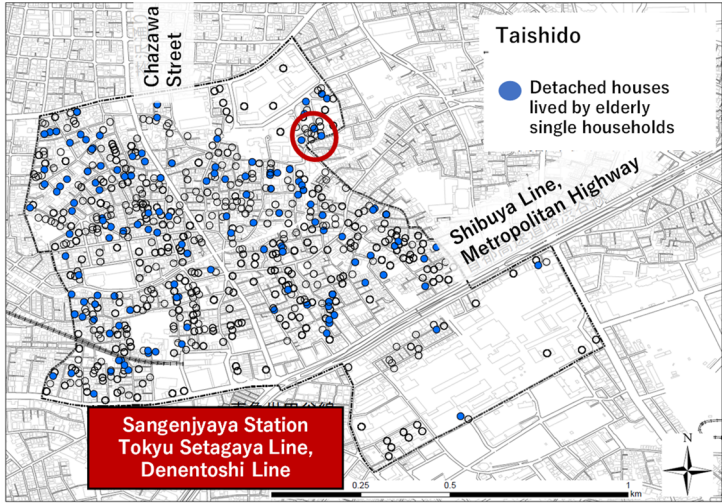 Chazawa
Street
Taishido
Detached houses
lived by elderly
single households
Shibuya Line,
Metropolitan Highway
Sangenjyaya Station
Tokyu Setagaya Line,
Denentoshi Line
N
0.25
0.5
1
km